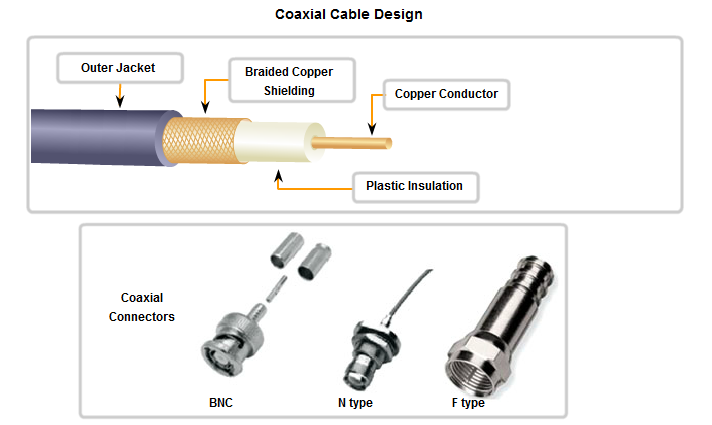 Coaxial Cable Design
Outer Jacket
Braided Copper
Shielding
Copper Conductor
Plastic Insulation
Coaxial
Connectors
BNC
N type
F type